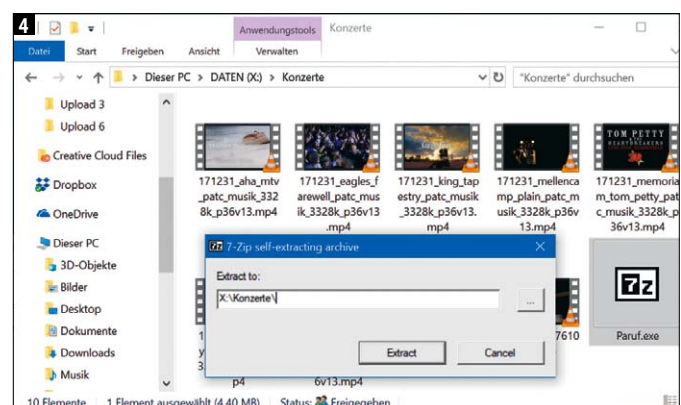 4
Anwendungstools
Konzerte
Datei Start Freigeben Ansicht Verwalten
Dieser PC > DATEN (X:) > Konzerte
"Konzerte" durchsuchen
Upload 3
Upload 6
Creative Cloud Files
Dropbox
OneDrive
Dieser PC
3D-Objekte
Bilder
Desktop
Dokumente
Downloads
Musik
171231_aha_mtv
_patc_musik_332
8k_p36v13.mp4
171231_eagles_f
arewell_patc_mus
ik_3328k_p36v13
.mp4
171231_king_tap
estry_patc_musik
_3328k_p36v13.
mp4
171231_mellenca
mp_plain_patc_m
usik_3328k_p36v
13.mp4
TOM PETTY
171231_memoria
m_tom_petty_pat
c_musik_3328k_p
36v13.mp4
7-Zip self-extracting archive
Extract to:
X:\Konzerte\
...
Extract
Cancel
7z
Paruf.exe
7610
p4
6v13.mp4
10 Elemente 1 Element ausgewählt (4,40 MB) Status: Freigegeben